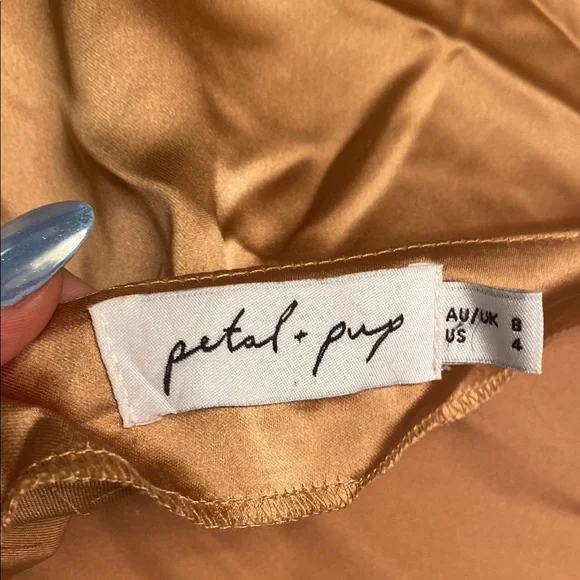 petal + pup
AU/UK 8
US 4